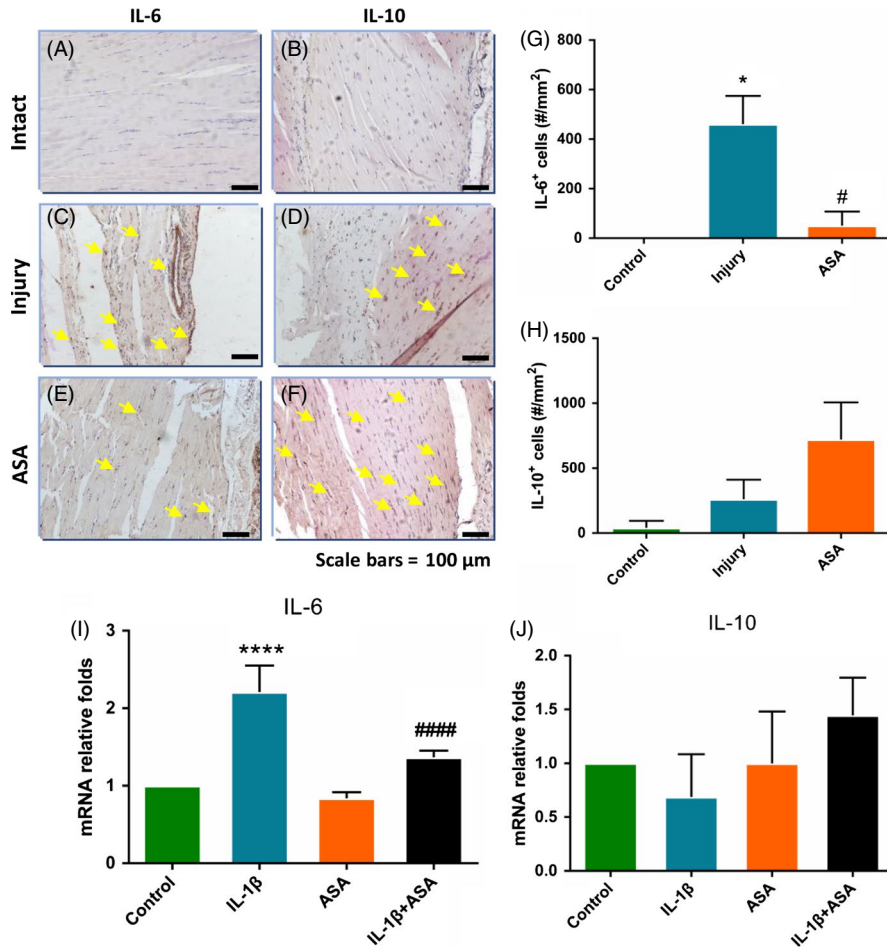 IL-6
IL-10
Intact
(A)
(B)
Injury
(C)
(D)
ASA
(E)
(F)
Scale bars = 100 μm
(G)
IL-6⁺ cells (#/mm²)
800
600
400
200
0
*
#
Control
Injury
ASA
(H)
IL-10⁺ cells (#/mm²)
1500
1000
500
0
Control
Injury
ASA
(I)
IL-6
mRNA relative folds
3
2
1
0
****
####
Control
IL-1β
ASA
IL-1β+ASA
(J)
IL-10
mRNA relative folds
2.0
1.5
1.0
0.5
0.0
Control
IL-1β
ASA
IL-1β+ASA